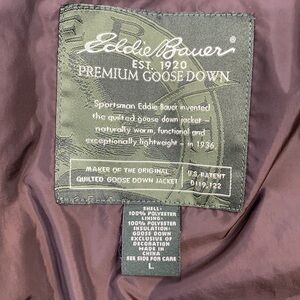 Eddie Bauer®
EST. 1920
PREMIUM GOOSE DOWN
Sportsman Eddie Bauer invented
the quilted goose down jacket –
naturally warm, functional and
exceptionally lightweight – in 1936
MAKER OF THE ORIGINAL
QUILTED GOOSE DOWN JACKET
U.S. PATENT
D119,122
SHELL:
100% POLYESTER
LINING:
100% POLYESTER
INSULATION:
GOOSE DOWN
EXCLUSIVE OF
DECORATION
MADE IN
CHINA
SEE SIDE FOR CARE
L